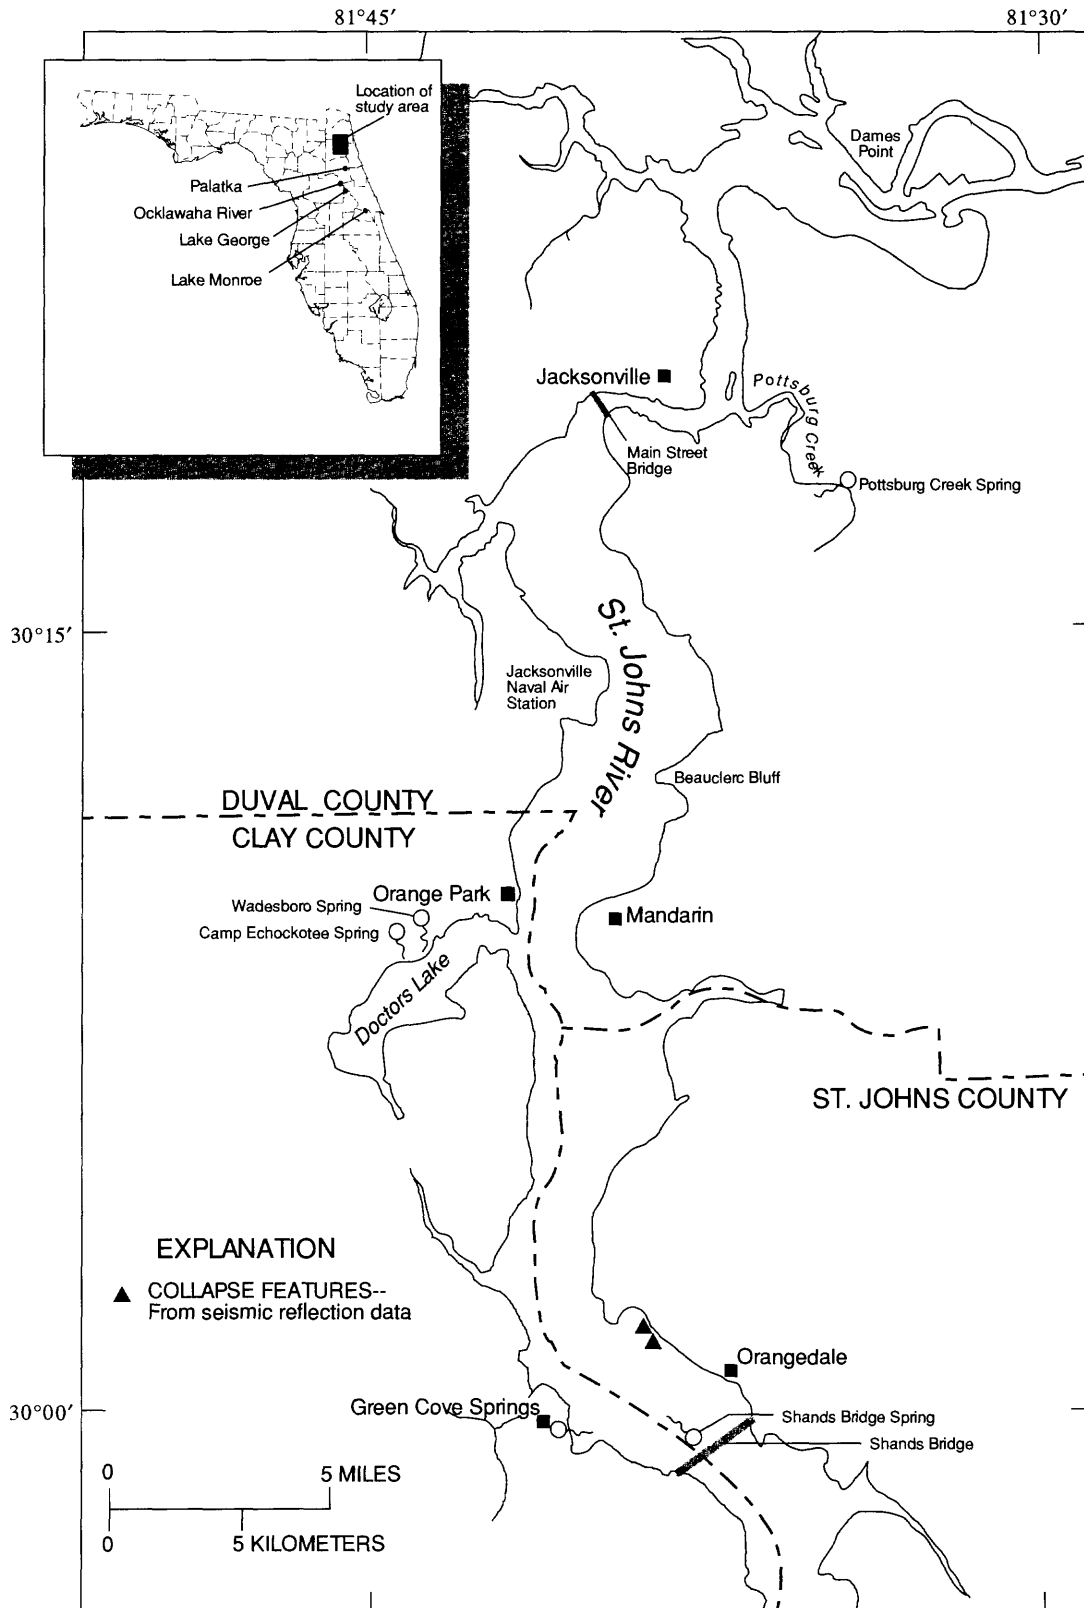 81°45′
81°30′
Location of
study area
Palatka
Ocklawaha River
Lake George
Lake Monroe
Dames
Point
Jacksonville
Pottsburg Creek
Main Street
Bridge
Pottsburg Creek Spring
30°15′
St. Johns River
Jacksonville
Naval Air
Station
Beauclerc Bluff
DUVAL COUNTY
CLAY COUNTY
Orange Park
Wadesboro Spring
Mandarin
Camp Echockotee Spring
Doctors Lake
ST. JOHNS COUNTY
EXPLANATION
COLLAPSE FEATURES--
From seismic reflection data
Orangedale
30°00′
Green Cove Springs
Shands Bridge Spring
Shands Bridge
0 5 MILES
0 5 KILOMETERS